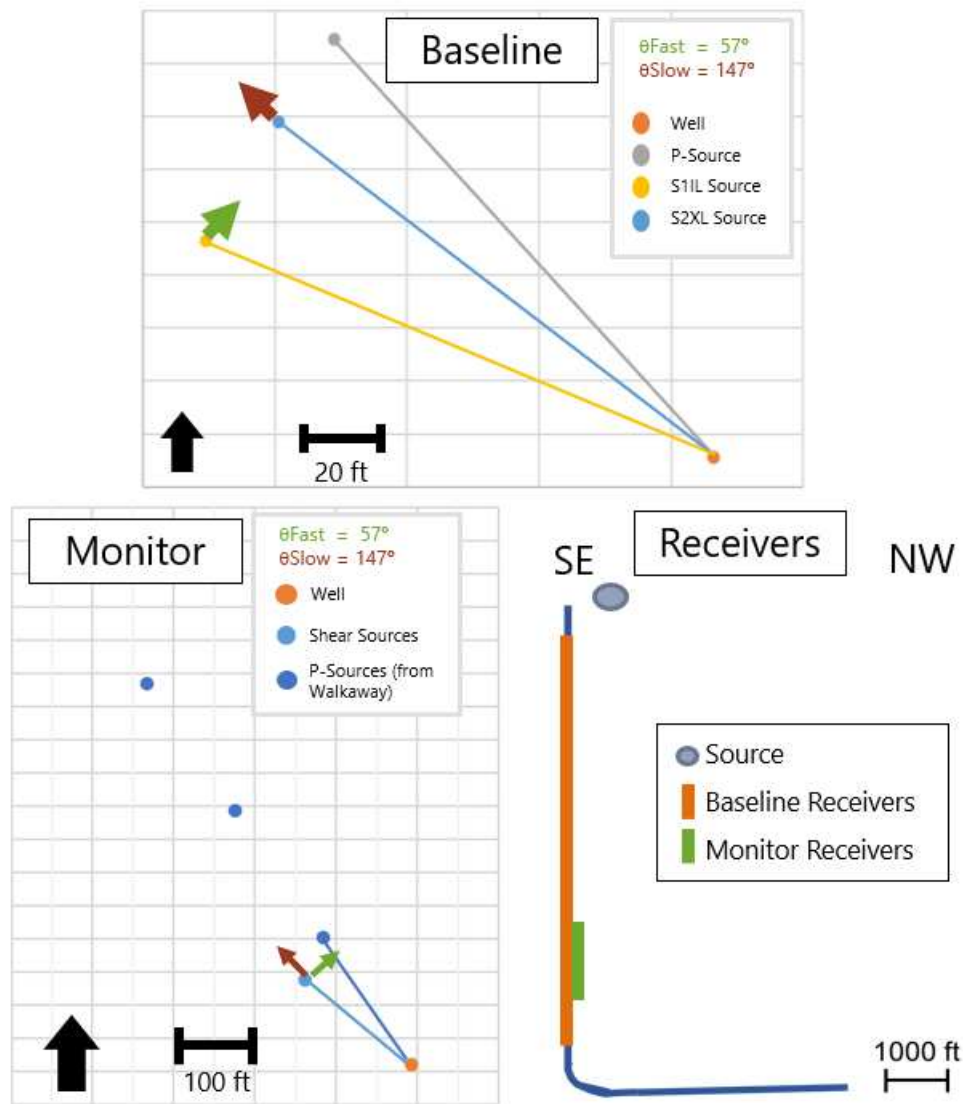 Baseline
θFast = 57°
θSlow = 147°
Well
P-Source
S1IL Source
S2XL Source
20 ft
Monitor
θFast = 57°
θSlow = 147°
Well
Shear Sources
P-Sources (from
Walkaway)
100 ft
Receivers
SE
NW
Source
Baseline Receivers
Monitor Receivers
1000 ft